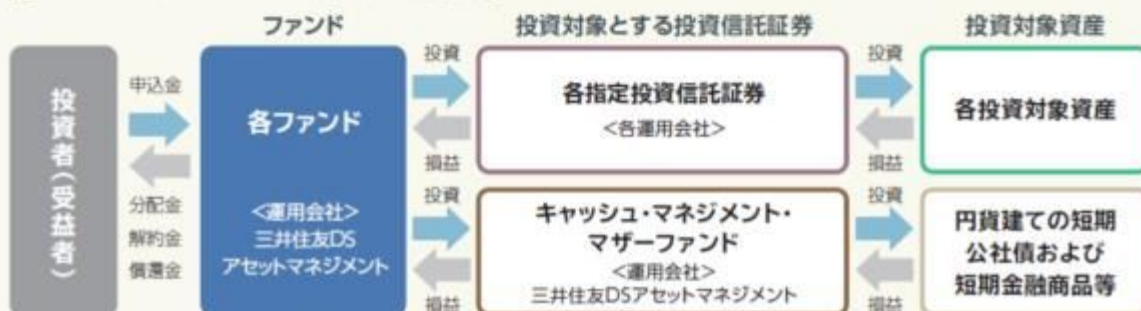 ファンド
投資対象とする投資信託証券
投資対象資産
投資者(受益者)
申込金
分配金
解約金
償還金
各ファンド
<運用会社>
三井住友DS
アセットマネジメント
投資
損益
各指定投資信託証券
<各運用会社>
投資
損益
各投資対象資産
投資
損益
キャッシュ・マネジメント・
マザーファンド
<運用会社>
三井住友DSアセットマネジメント
投資
損益
円貨建ての短期
公社債および
短期金融商品等